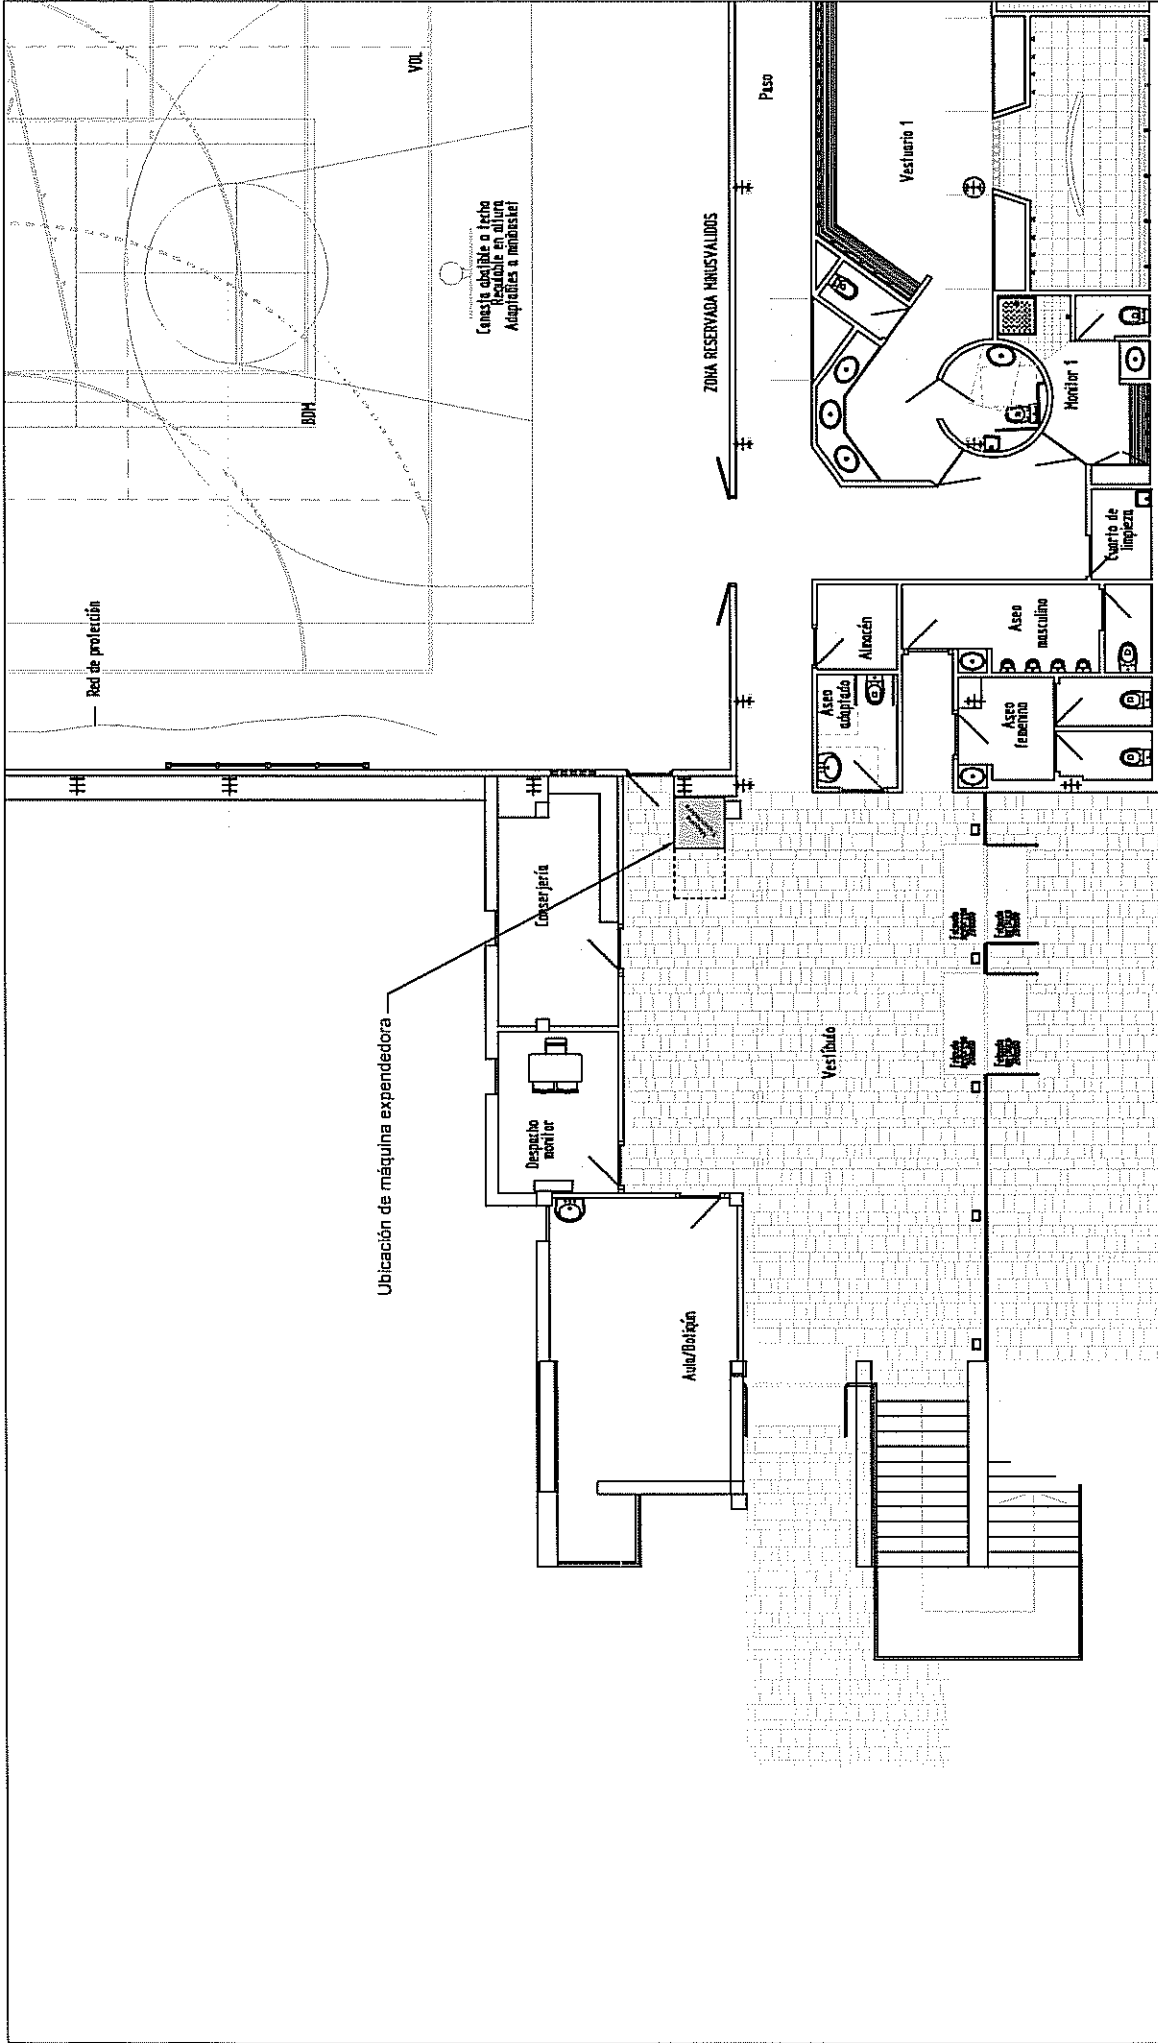 Red de protección
BDM
VOL
Canasta abatible a techo
Regulable en altura
Adaptables a minibasket
ZONA RESERVADA MINUSVALIDOS
Paso
Vestuario 1
Monitor 1
Cuarto de
limpieza
Almacén
Aseo
masculino
Aseo
adaptado
Aseo
femenino
Conserjería
Ubicación de máquina expendedora
Despacho
monitor
Vestíbulo
Aula/Botiquín